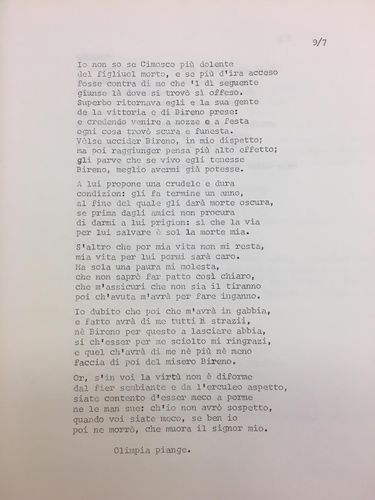 9/7
Io non so se Cimosco più dolente
del figliuol morto, e se più d'ira acceso
fosse contra di me che 'l dì seguente
giunse là dove si trovò sì offeso.
Superbo ritornava egli e la sua gente
de la vittoria e di Bireno prese:
e credendo venire a nozze e a festa
ogni cosa trovò scura e funesta.
Vòlse uccider Bireno, in mio dispetto;
ma poi raggiunger pensa più alto effetto;
gli parve che se vivo egli tenesse
Bireno, meglio avermi già potesse.
A lui propone una crudele e dura
condizion: gli fa termine un anno,
al fine del quale gli darà morte oscura,
se prima dagli amici non procura
di darmi a lui prigion: sì che la via
per lui salvare è sol la morte mia.
S'altro che por mia vita non mi resta,
mia vita per lui pormi sarà caro.
Ma sola una paura mi molesta,
che non saprò far patto così chiaro,
che m'assicuri che non sia il tiranno
poi ch'avuta m'avrà per fare inganno.
Io dubito che poi che m'avrà in gabbia,
e fatto avrà di me tutti li strazii,
nè Bireno per questo a lasciare abbia,
sì ch'esser per me sciolto mi ringrazi,
e quel ch'avrà di me nè più nè meno
faccia di poi del misero Bireno.
Or, s'in voi la virtù non è diforme
dal fier sembiante e da l'erculeo aspetto,
siate contento d'esser meco a porme
ne le man sue: ch'io non avrò sospetto,
quando voi siate meco, se ben io
poi ne morrò, che muora il signor mio.
Olimpia piange.